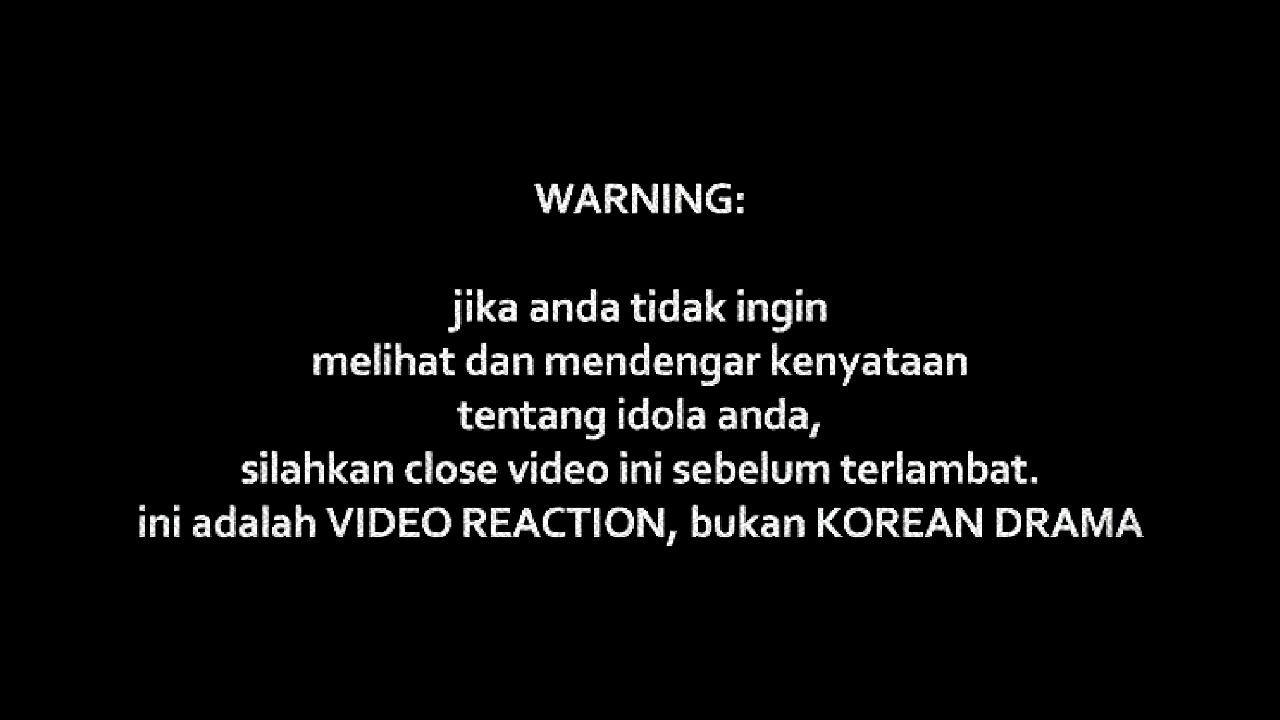 WARNING:
jika anda tidak ingin
melihat dan mendengar kenyataan
tentang idola anda,
silahkan close video ini sebelum terlambat.
ini adalah VIDEO REACTION, bukan KOREAN DRAMA